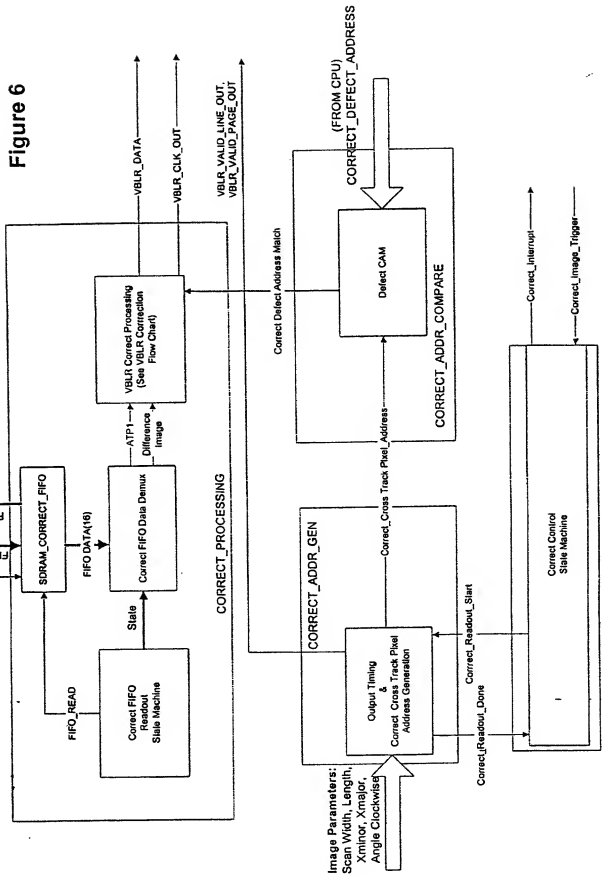 Figure 6
F
F
SDRAM_CORRECT_FIFO
FIFO_READ
FIFO DATA(16)
Correct FIFO
Readout
State Machine
State
Correct FIFO Data Demux
ATP1
Difference
Image
VBLR Correct Processing
(See VBLR Corrrection
Flow Chart)
VBLR_DATA
VBLR_CLK_OUT
CORRECT_PROCESSING
VBLR_VALID_LINE_OUT,
VBLR_VALID_PAGE_OUT
Correct Defect Address Match
CORRECT_ADDR_GEN
Image Parameters:
Scan Width, Length,
Xminor, Xmajor,
Angle Clockwise
Output Timing
&
Correct Cross Track Pixel
Address Generation
Correct_Cross Track Pixel_Address
Defect CAM
CORRECT_ADDR_COMPARE
(FROM CPU)
CORRECT_DEFECT_ADDRESS
Correct_Readout_Done
Corrrect_Readout_Start
Correct Control
State Machine
Correct_Interrupt
Correct_Image_Trigger